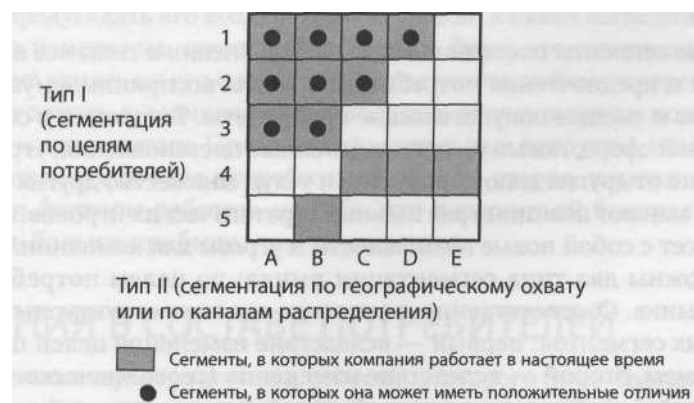 1
2
Тип I
(сегментация
по целям
потребителей)
3
4
5
A B C D E
Тип II (сегментация по географическому охвату
или по каналам распределения)
Сегменты, в которых компания работает в настоящее время
Сегменты, в которых она может иметь положительные отличия